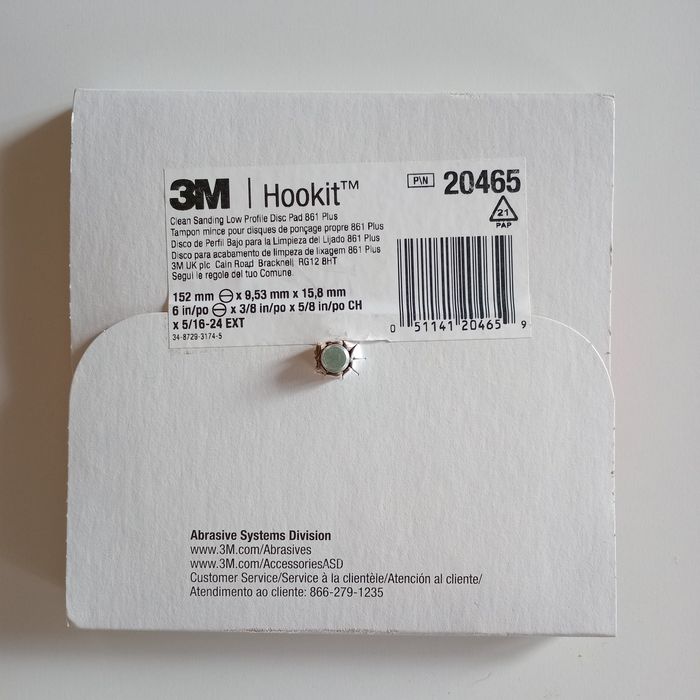 3M | Hookit™
P\N 20465
21
PAP
Clean Sanding Low Profile Disc Pad 861 Plus
Tampon mince pour disques de ponçage propre 861 Plus
Disco de Perfil Bajo para la Limpieza del Lijado 861 Plus
Disco para acabamento de limpeza de lixagem 861 Plus
3M UK plc Cain Road Bracknell, RG12 8HT
Segui le regole del tuo Comune.
152 mm ⊖ x 9,53 mm x 15,8 mm
6 in/po ⊖ x 3/8 in/po x 5/8 in/po CH
x 5/16-24 EXT
34-8729-3174-5
0 51141 20465 9
Abrasive Systems Division
www.3M.com/Abrasives
www.3M.com/AccessoriesASD
Customer Service/Service à la clientèle/Atención al cliente/
Atendimento ao cliente: 866-279-1235